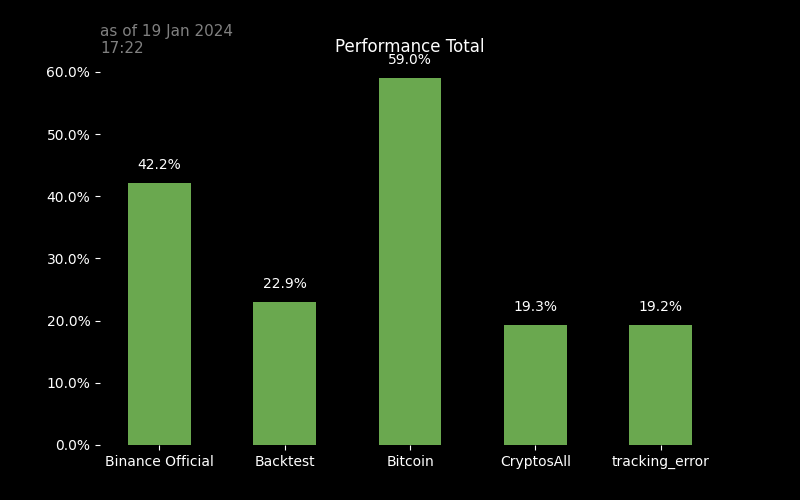 as of 19 Jan 2024
17:22
Performance Total
59.0%
60.0%
50.0%
42.2%
40.0%
30.0%
22.9%
20.0%
19.3%
19.2%
10.0%
0.0%
Binance Official
Backtest
Bitcoin
CryptosAll
tracking_error